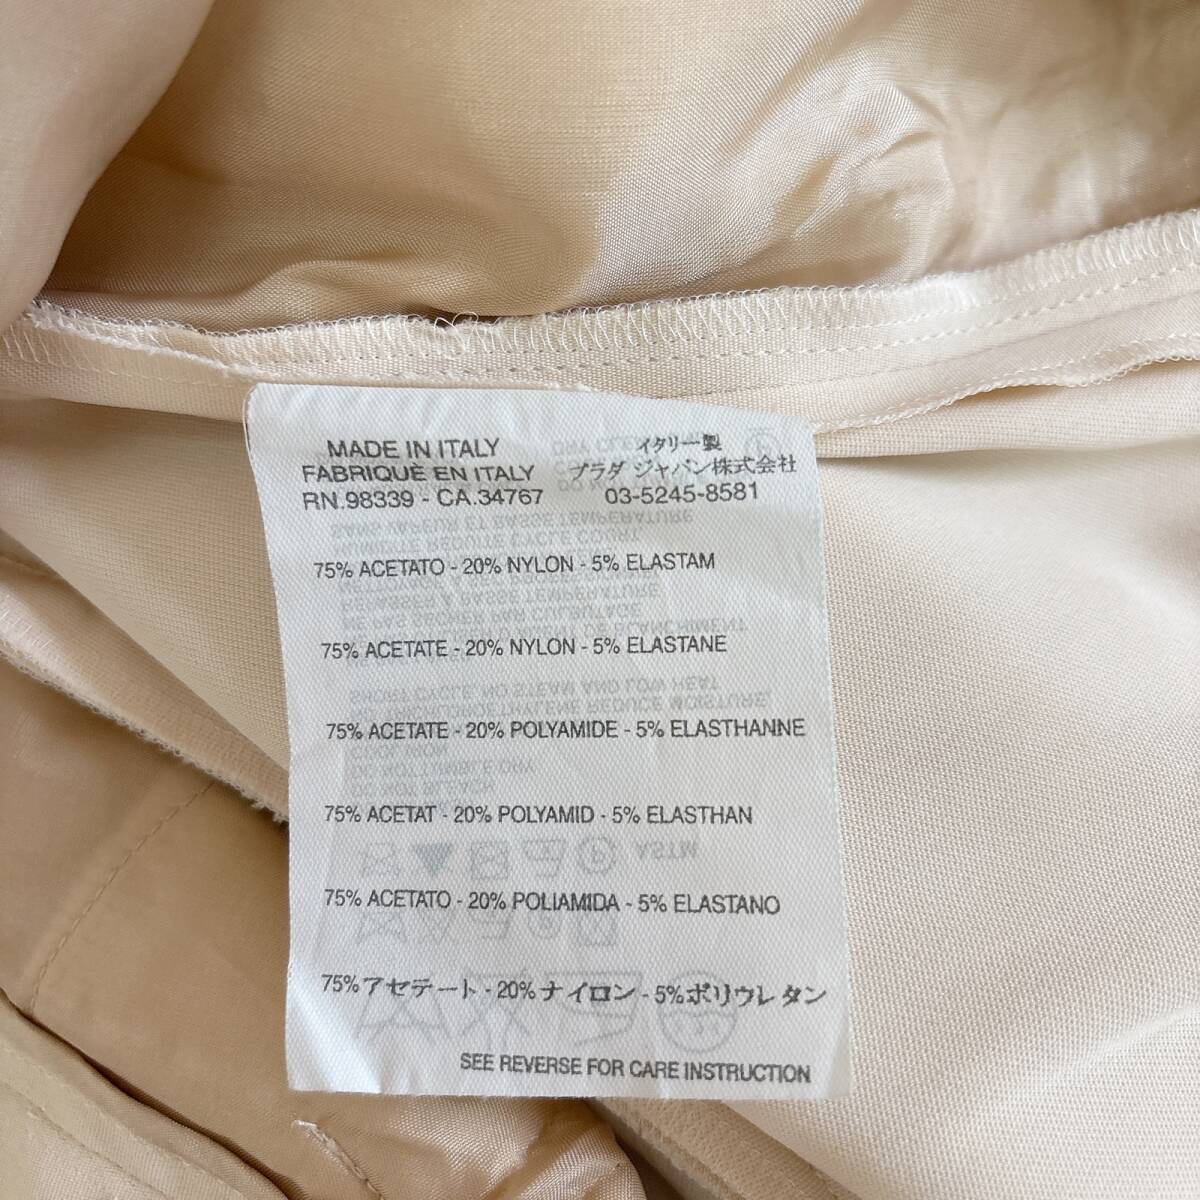 MADE IN ITALY
FABRIQUÉ EN ITALY
RN.98339 - CA.34767
イタリー製
プラダ ジャパン株式会社
03-5245-8581
75% ACETATO - 20% NYLON - 5% ELASTAM
75% ACETATE - 20% NYLON - 5% ELASTANE
75% ACETATE - 20% POLYAMIDE - 5% ELASTHANNE
75% ACETAT - 20% POLYAMID - 5% ELASTHAN
75% ACETATO - 20% POLIAMIDA - 5% ELASTANO
75%アセテート - 20%ナイロン - 5%ポリウレタン
SEE REVERSE FOR CARE INSTRUCTION